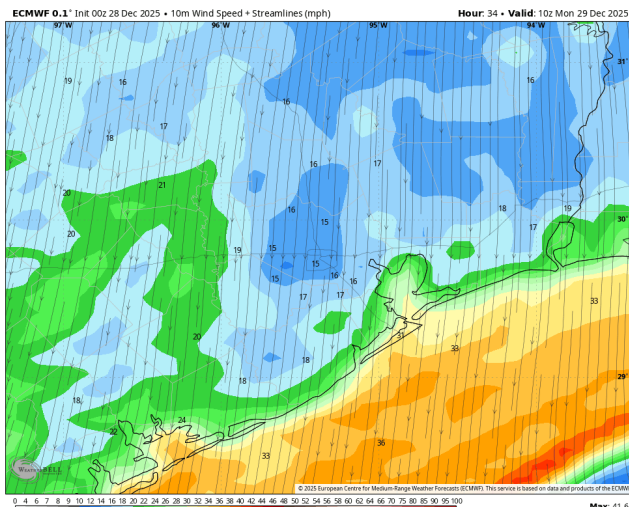 ECMWF 0.1° Init 00z 28 Dec 2025 • 10m Wind Speed + Streamlines (mph)
Hour: 34 • Valid: 10z Mon 29 Dec 2025
97°W 96°W 95°W 94°W
31°
19 16 16 16
18 17
16 17
20 21
16 18 19
30°
20 15 17
19 15
15 15 16 16
17 17
33
20 31 33
18
29°
18 18
24
22
36
33
WeatherBELL
© 2025 European Centre for Medium-Range Weather Forecasts (ECMWF). This service is based on data and products of the ECMWF
0 4 5 6 7 8 9 10 12 14 16 18 20 22 24 26 28 30 32 34 36 38 40 42 44 46 48 50 52 54 56 58 60 65 70 75 80 85 90 95 100
Max: 41.6